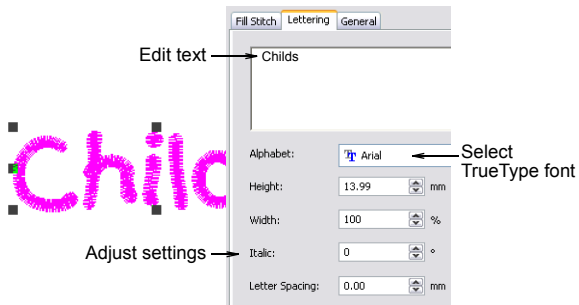 Fill Stitch Lettering General
Edit text
Childs
Alphabet: TT Arial
Select
TrueType font
Height: 13.99 mm
Width: 100 %
Adjust settings
Italic: 0 °
Letter Spacing: 0.00 mm
Child